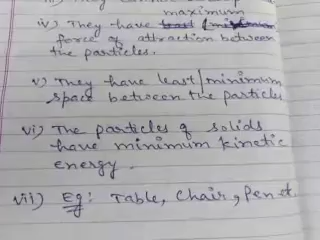 maximum
iv) They have
force of attraction between
the particles.
v) They have least/minimum
space between the particles
vi) The particles of solids
have minimum kinetic
energy.
vii) Eg: Table, Chair, Pen etc.